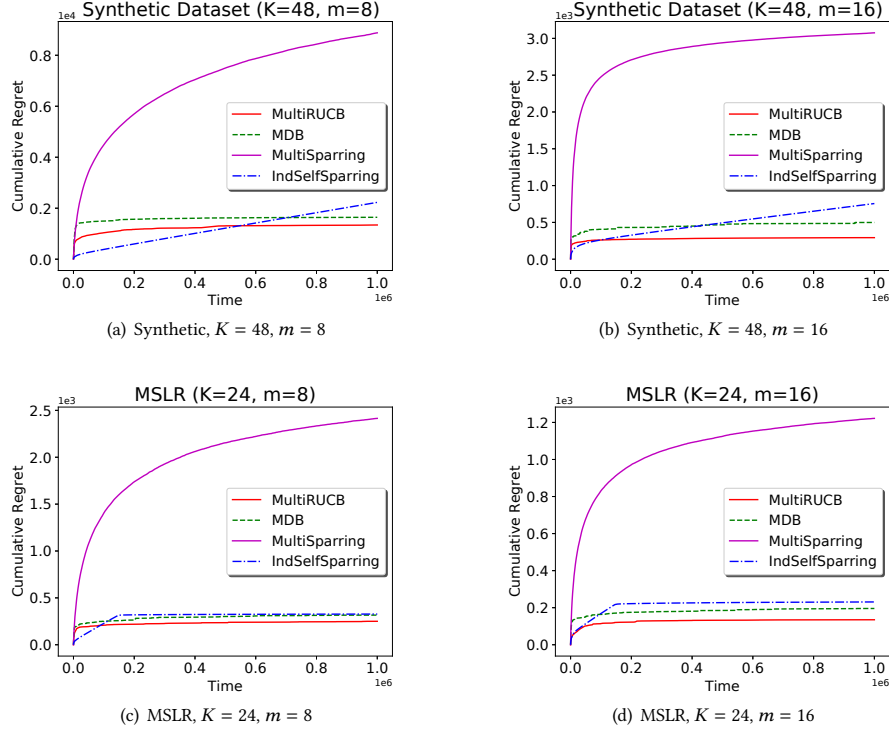 Synthetic Dataset (K=48, m=8)
1e4
Cumulative Regret
0.8
0.6
0.4
0.2
0.0
MultiRUCB
MDB
MultiSparring
IndSelfSparring
0.0 0.2 0.4 0.6 0.8 1.0
Time
1e6
(a) Synthetic, K = 48, m = 8
Synthetic Dataset (K=48, m=16)
1e3
Cumulative Regret
3.0
2.5
2.0
1.5
1.0
0.5
0.0
MultiRUCB
MDB
MultiSparring
IndSelfSparring
0.0 0.2 0.4 0.6 0.8 1.0
Time
1e6
(b) Synthetic, K = 48, m = 16
MSLR (K=24, m=8)
1e3
Cumulative Regret
2.5
2.0
1.5
1.0
0.5
0.0
MultiRUCB
MDB
MultiSparring
IndSelfSparring
0.0 0.2 0.4 0.6 0.8 1.0
Time
1e6
(c) MSLR, K = 24, m = 8
MSLR (K=24, m=16)
1e3
Cumulative Regret
1.2
1.0
0.8
0.6
0.4
0.2
0.0
MultiRUCB
MDB
MultiSparring
IndSelfSparring
0.0 0.2 0.4 0.6 0.8 1.0
Time
1e6
(d) MSLR, K = 24, m = 16